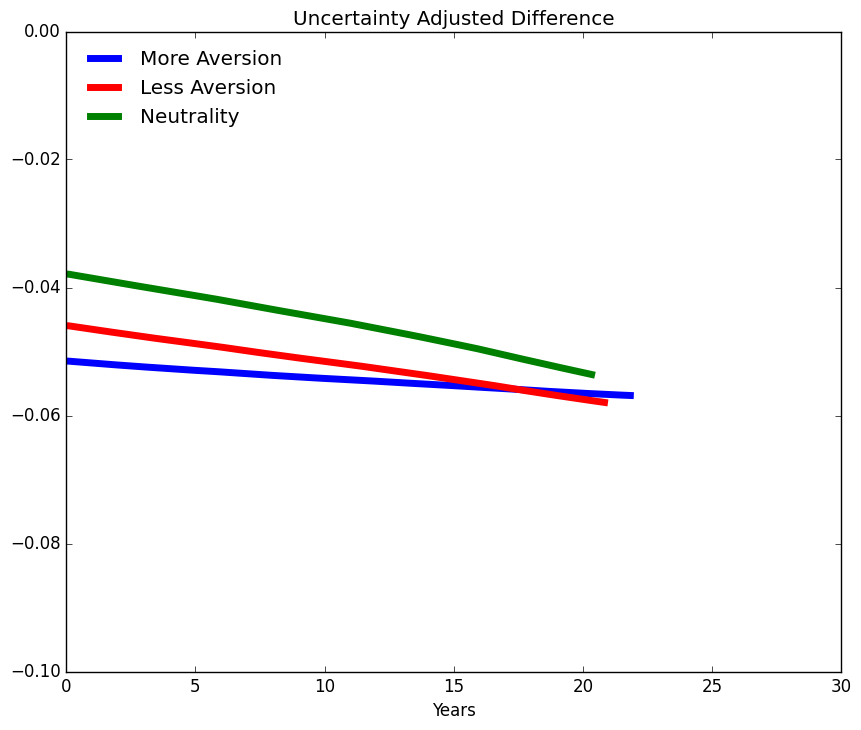 Uncertainty Adjusted Difference
0.00
More Aversion
Less Aversion
Neutrality
−0.02
−0.04
−0.06
−0.08
−0.10
0 5 10 15 20 25 30
Years